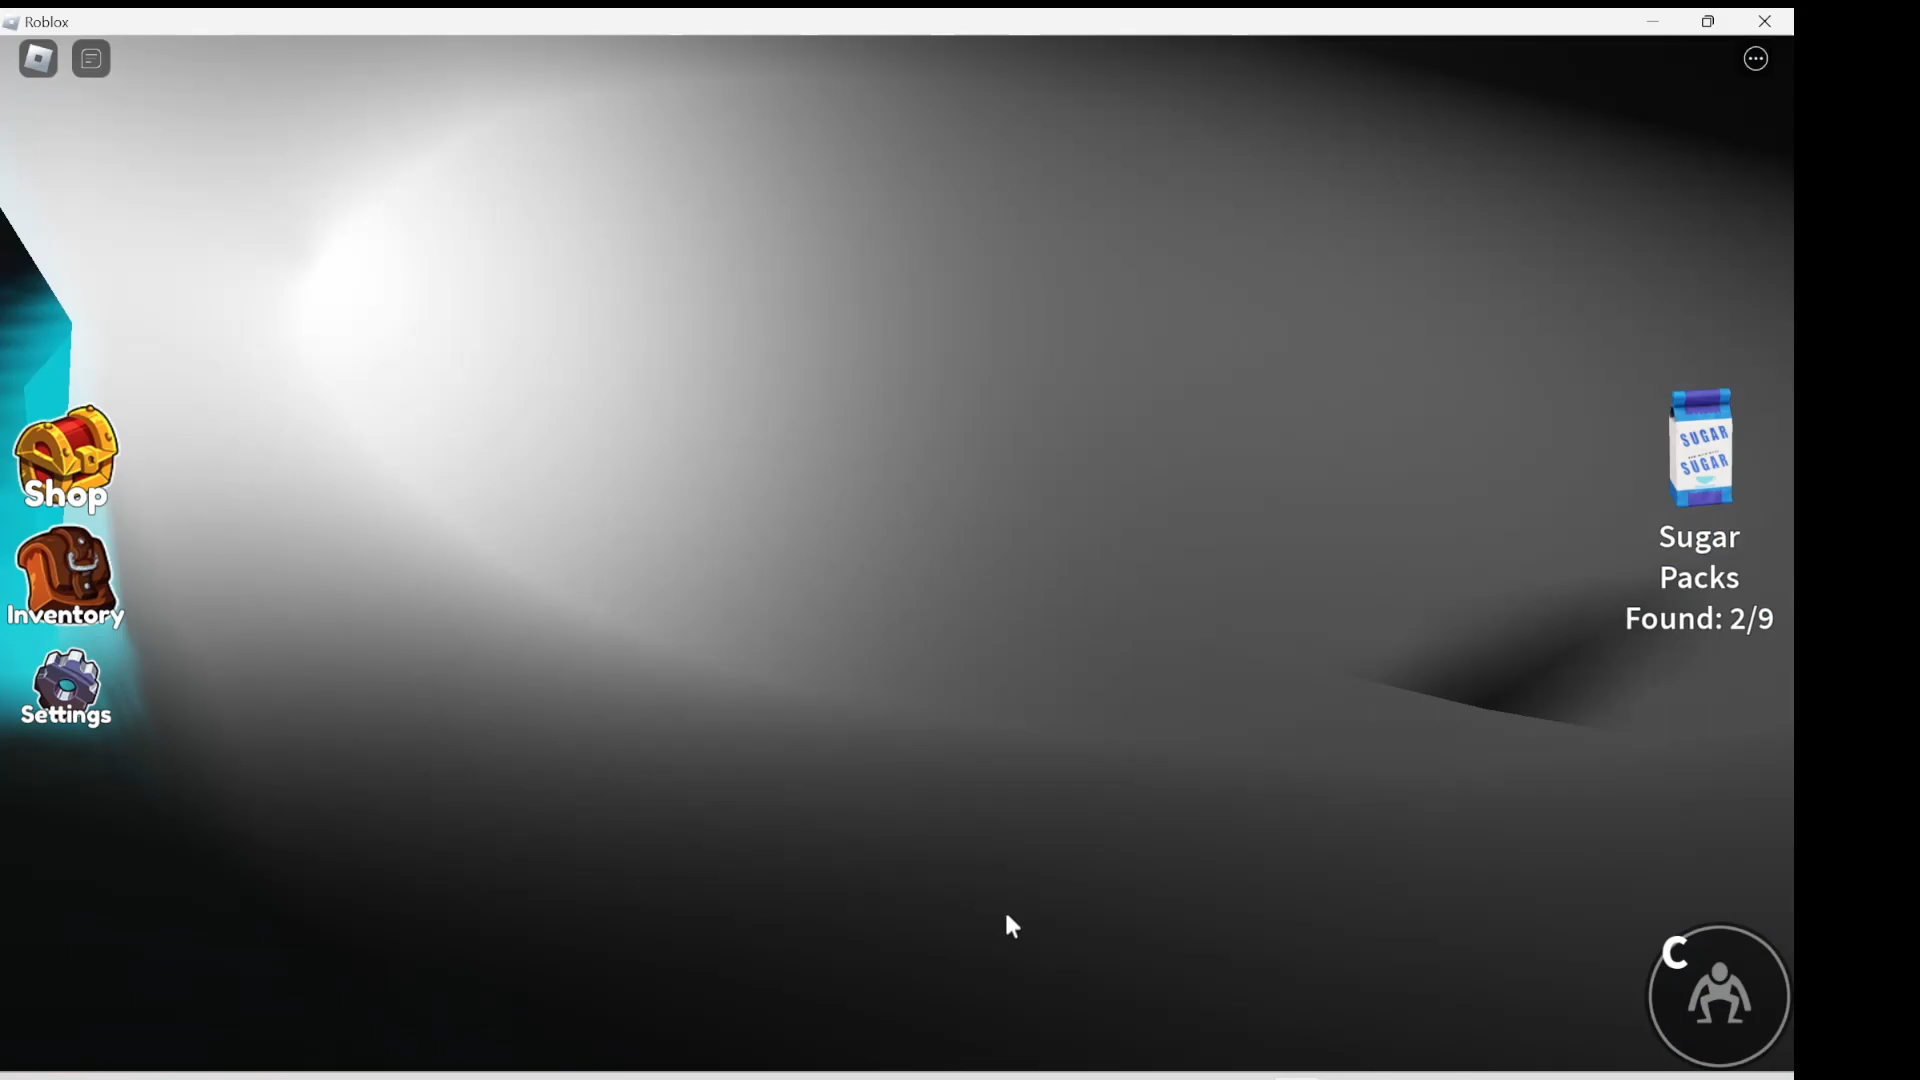 Roblox
SUGAR
SUGAR
Shop
Sugar
Packs
Found: 2/9
Inventory
Settings
C